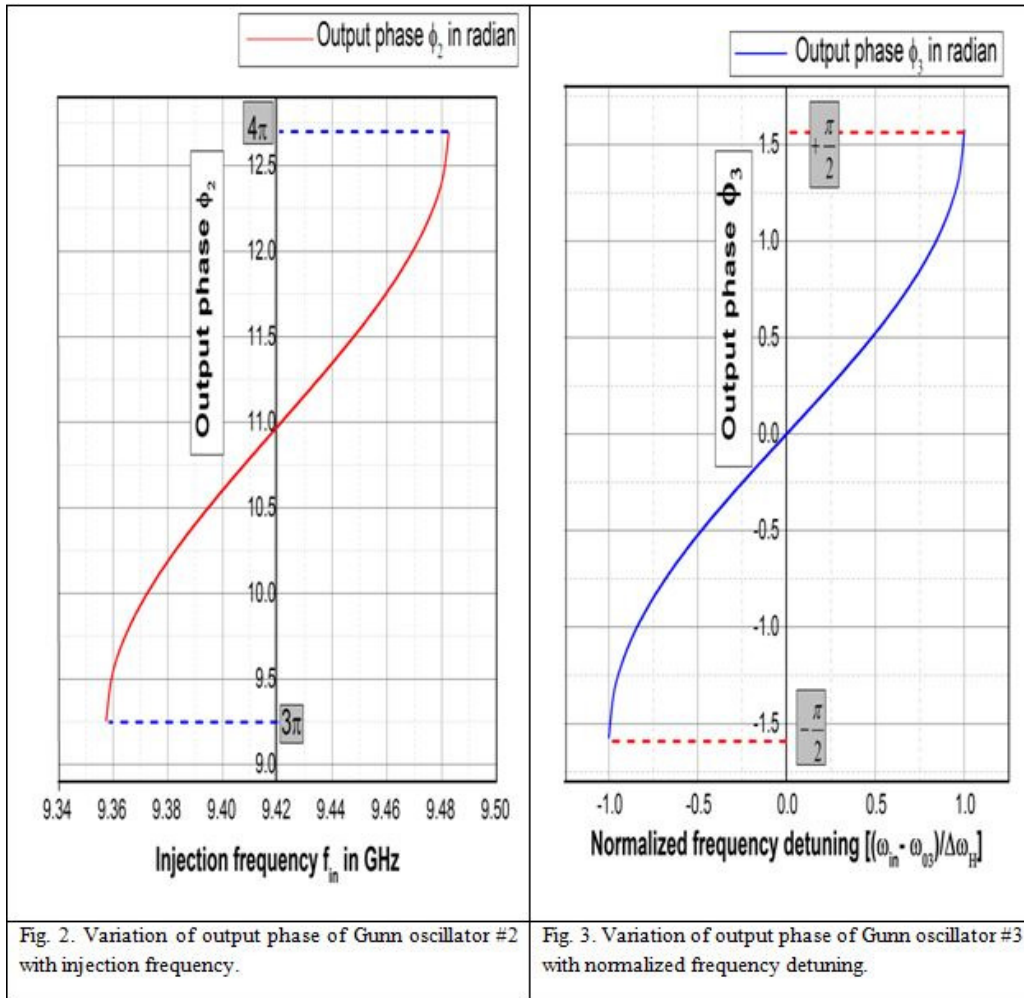 Output phase ϕ₂ in radian
4π
12.5
12.0
11.5
11.0
10.5
10.0
9.5
9.0
3π
Output phase ϕ₂
9.34 9.36 9.38 9.40 9.42 9.44 9.46 9.48 9.50
Injection frequency f_in in GHz
Fig. 2. Variation of output phase of Gunn oscillator #2
with injection frequency.
Output phase ϕ₃ in radian
+π/2
1.5
1.0
0.5
0.0
-0.5
-1.0
-1.5
-π/2
Output phase ϕ₃
-1.0 -0.5 0.0 0.5 1.0
Normalized frequency detuning [(ω_in - ω_03)/Δω_H]
Fig. 3. Variation of output phase of Gunn oscillator #3
with normalized frequency detuning.